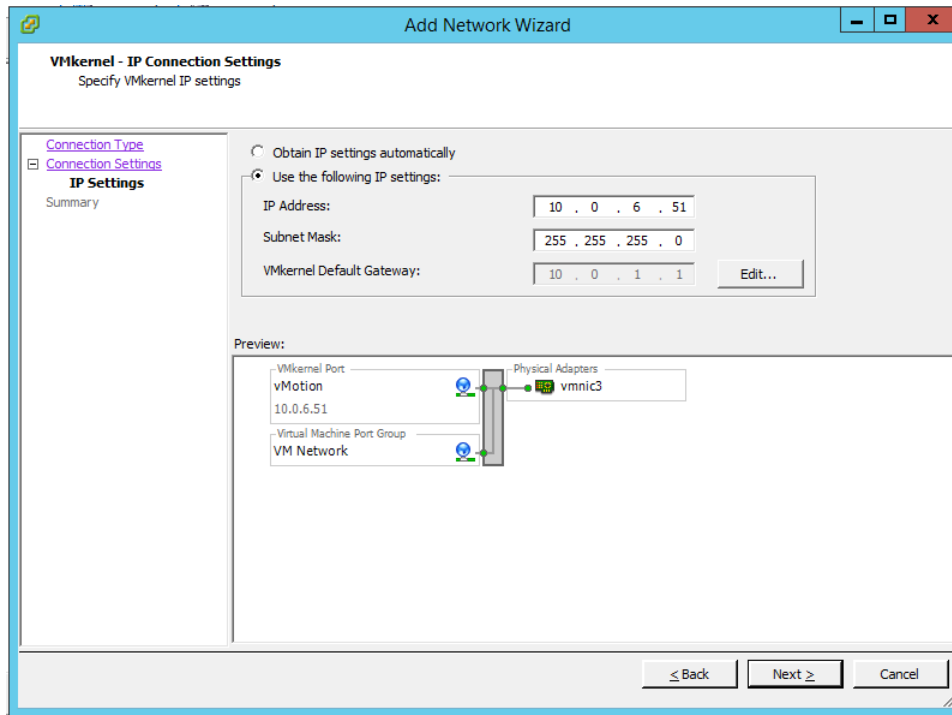 Add Network Wizard
VMkernel - IP Connection Settings
Specify VMkernel IP settings
Connection Type
Connection Settings
IP Settings
Summary
Obtain IP settings automatically
Use the following IP settings:
IP Address:
10 . 0 . 6 . 51
Subnet Mask:
255 . 255 . 255 . 0
VMkernel Default Gateway:
10 . 0 . 1 . 1
Edit...
Preview:
VMkernel Port
vMotion
10.0.6.51
Virtual Machine Port Group
VM Network
Physical Adapters
vmnic3
< Back
Next >
Cancel